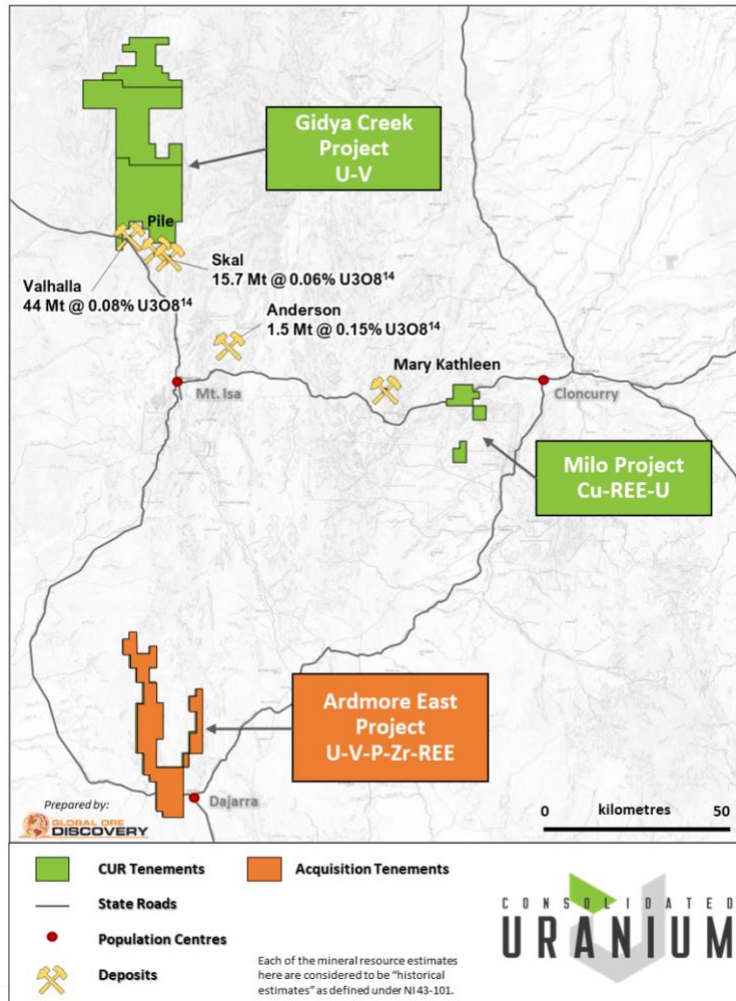 Gidya Creek
Project
U-V
Pile
Skal
15.7 Mt @ 0.06% U3O8¹⁴
Valhalla
44 Mt @ 0.08% U3O8¹⁴
Anderson
1.5 Mt @ 0.15% U3O8¹⁴
Mary Kathleen
Mt. Isa
Cloncurry
Milo Project
Cu-REE-U
Ardmore East
Project
U-V-P-Zr-REE
Dajarra
Prepared by:
GLOBAL ORE
DISCOVERY
0 kilometres 50
CUR Tenements
Acquisition Tenements
State Roads
Population Centres
Deposits
Each of the mineral resource estimates
here are considered to be "historical
estimates" as defined under NI 43-101.
CONSOLIDATED
URANIUM